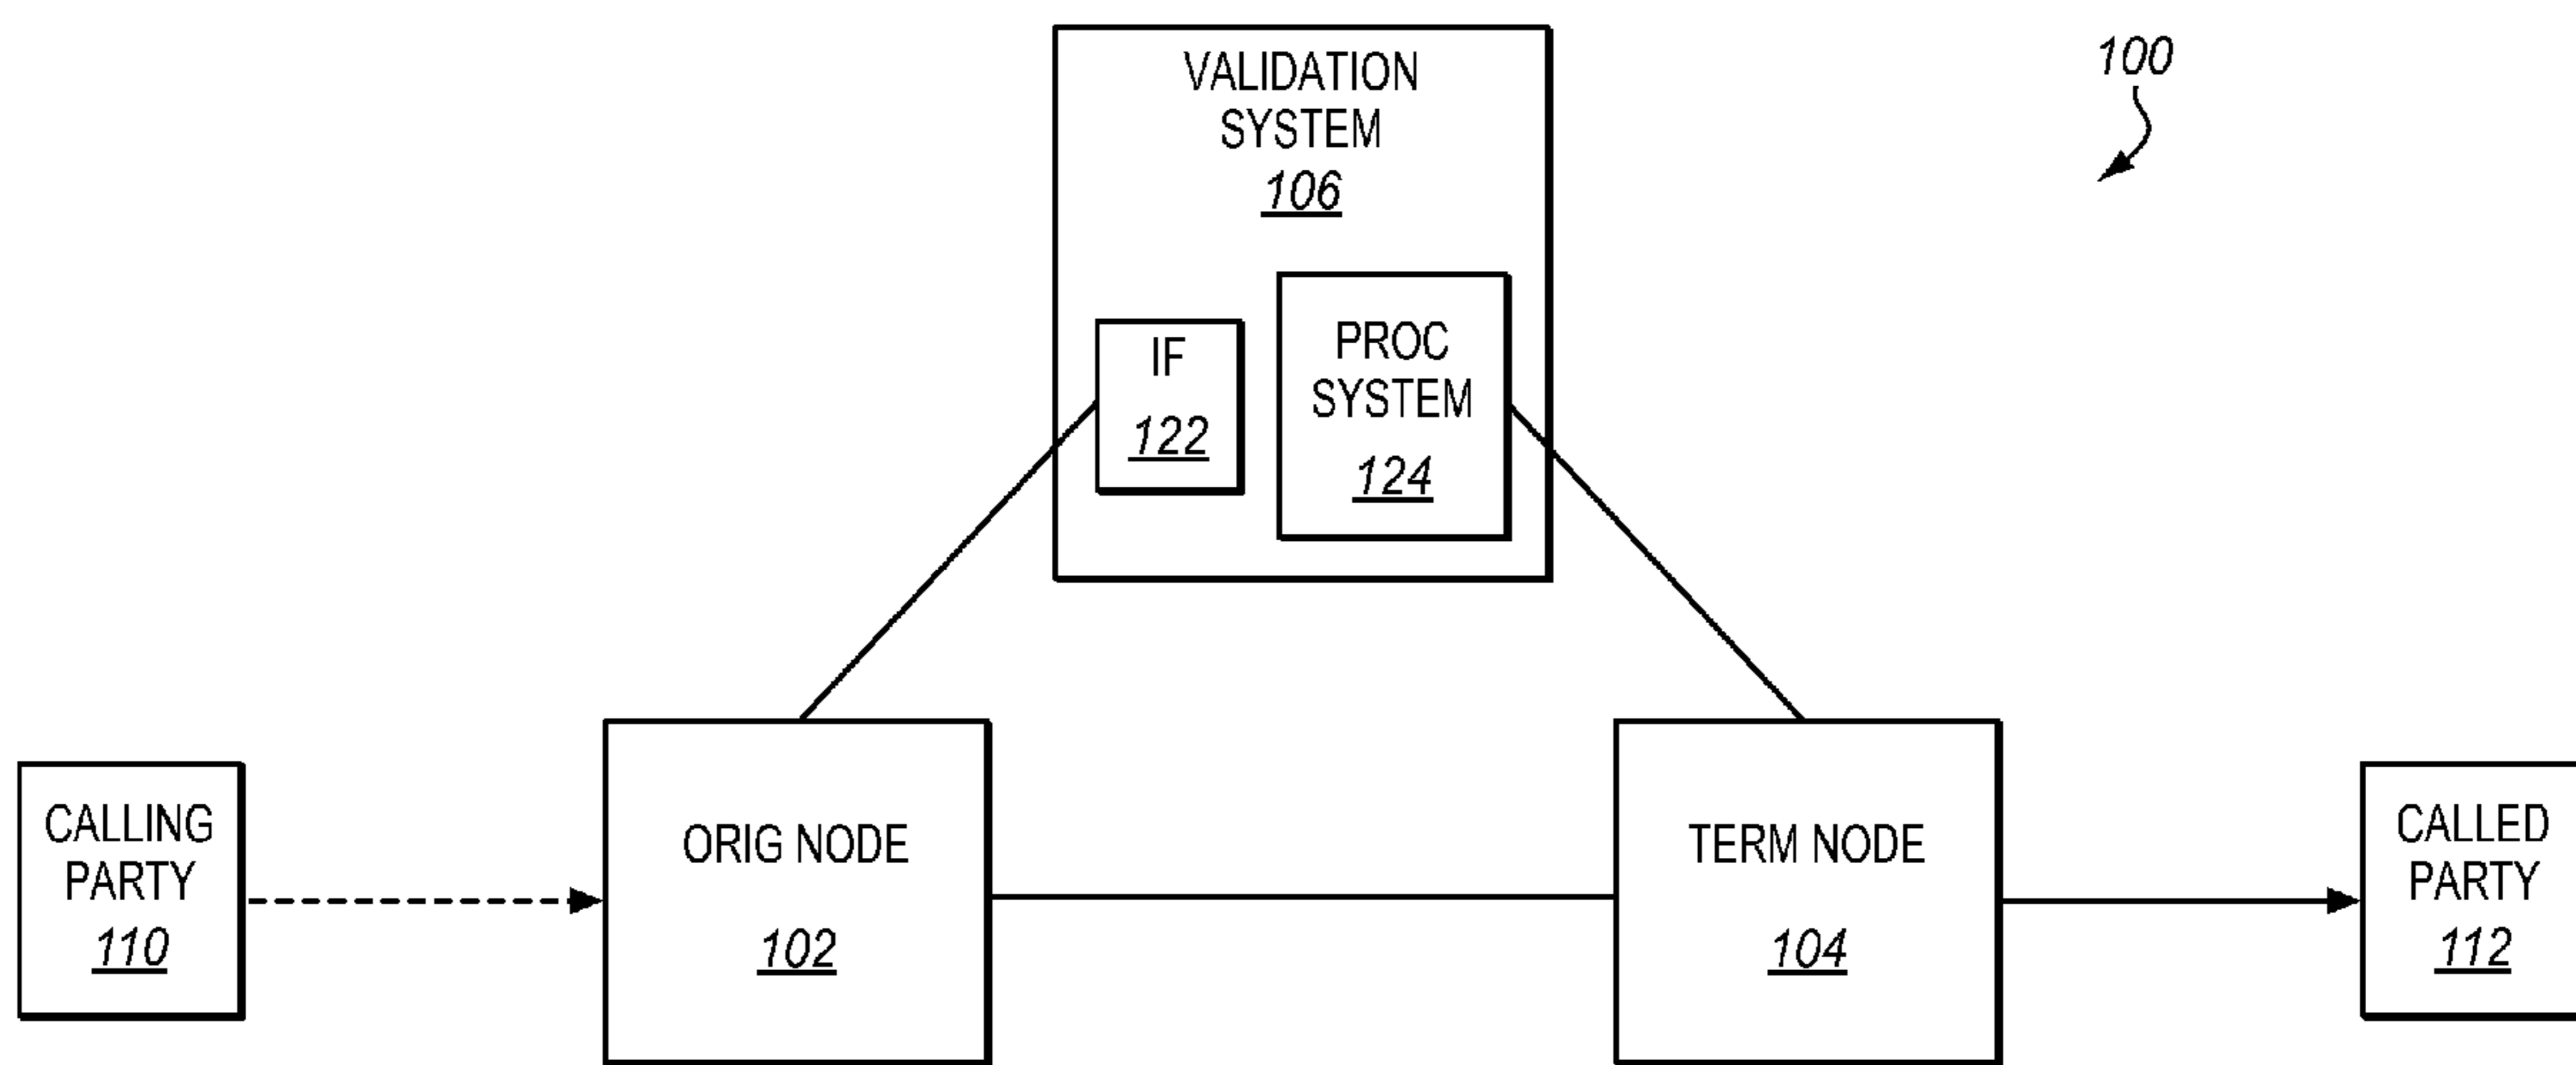 VALIDATION
SYSTEM
106
100
IF
122
PROC
SYSTEM
124
CALLING
PARTY
110
ORIG NODE
102
TERM NODE
104
CALLED
PARTY
112